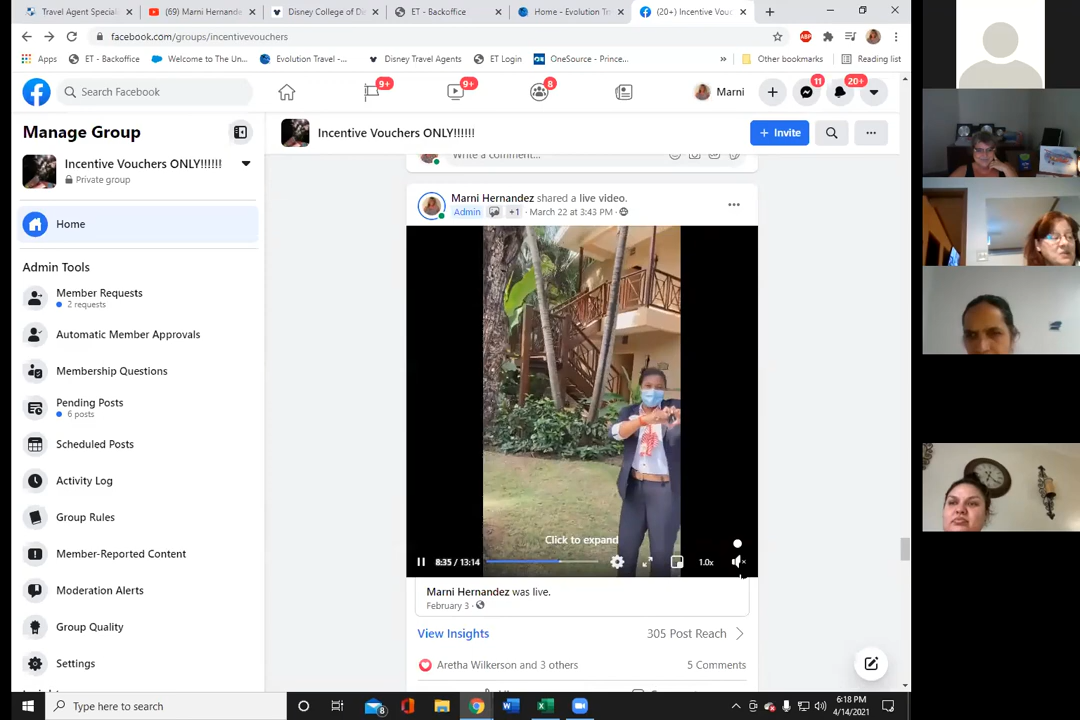 Travel Agent Speciali
(69) Marni Hernande
Disney College of Di
ET - Backoffice
Home - Evolution Tr
(20+) Incentive Vouc
facebook.com/groups/incentivevouchers
ABP
Apps
ET - Backoffice
Welcome to The Un...
Evolution Travel -...
Disney Travel Agents
ET Login
OneSource - Prince...
»
Other bookmarks
Reading list
Search Facebook
9+
9+
8
Marni
11
20+
Manage Group
Incentive Vouchers ONLY!!!!!!
Private group
Incentive Vouchers ONLY!!!!!!
+ Invite
Home
Admin Tools
Member Requests
2 requests
Automatic Member Approvals
Membership Questions
Pending Posts
6 posts
Scheduled Posts
Activity Log
Group Rules
Member-Reported Content
Moderation Alerts
Group Quality
Settings
Write a comment...
Marni Hernandez shared a live video.
Admin +1 · March 22 at 3:43 PM ·
Click to expand
8:35 / 13:14
1.0x
Marni Hernandez was live.
February 3 ·
View Insights
305 Post Reach
Aretha Wilkerson and 3 others
5 Comments
Type here to search
8
6:18 PM
4/14/2021